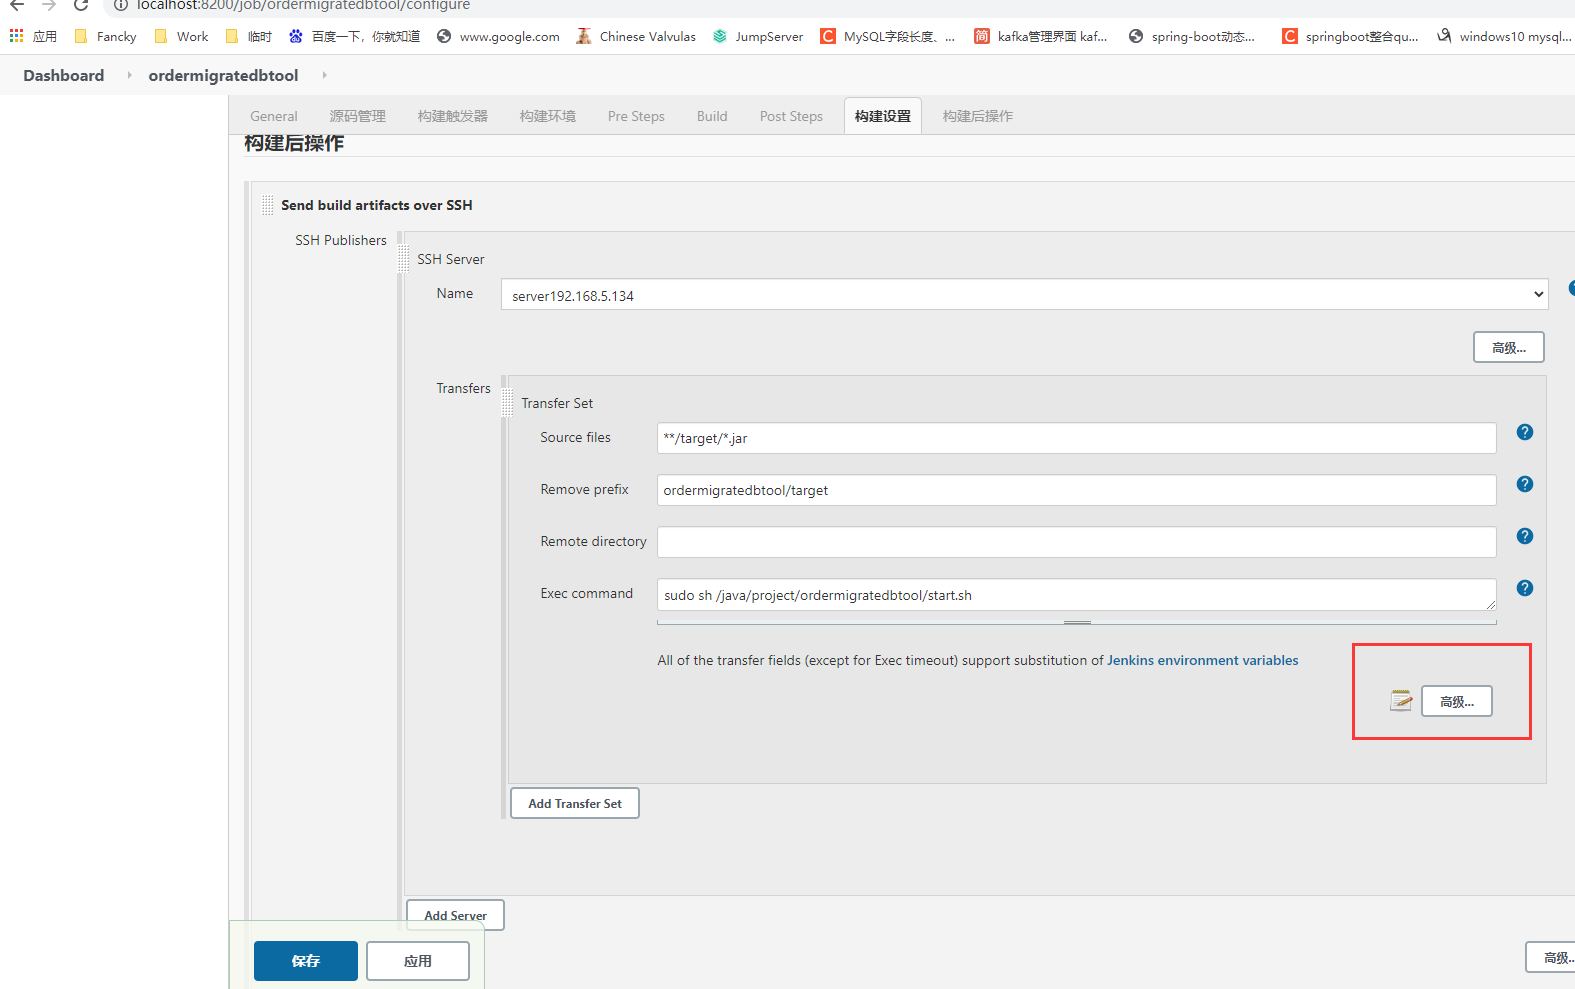 localhost:8200/job/ordermigratedbtool/configure
应用 Fancky Work 临时 百度一下，你就知道 www.google.com Chinese Valvulas JumpServer MySQL字段长度、... kafka管理界面 kaf... spring-boot动态... springboot整合qu... windows10 mysql...
Dashboard ordermigratedbtool
General 源码管理 构建触发器 构建环境 Pre Steps Build Post Steps 构建设置 构建后操作
构建后操作
Send build artifacts over SSH
SSH Publishers
SSH Server
Name server192.168.5.134
高级...
Transfers
Transfer Set
Source files **/target/*.jar
Remove prefix ordermigratedbtool/target
Remote directory
Exec command sudo sh /java/project/ordermigratedbtool/start.sh
All of the transfer fields (except for Exec timeout) support substitution of Jenkins environment variables
高级...
Add Transfer Set
Add Server
保存 应用
高级...